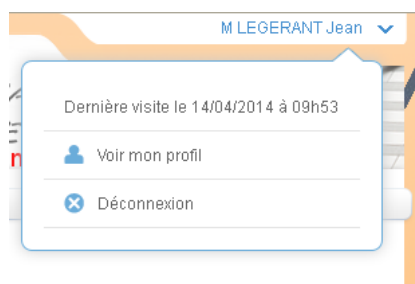 M LEGERANT Jean
Dernière visite le 14/04/2014 à 09h53
Voir mon profil
Déconnexion